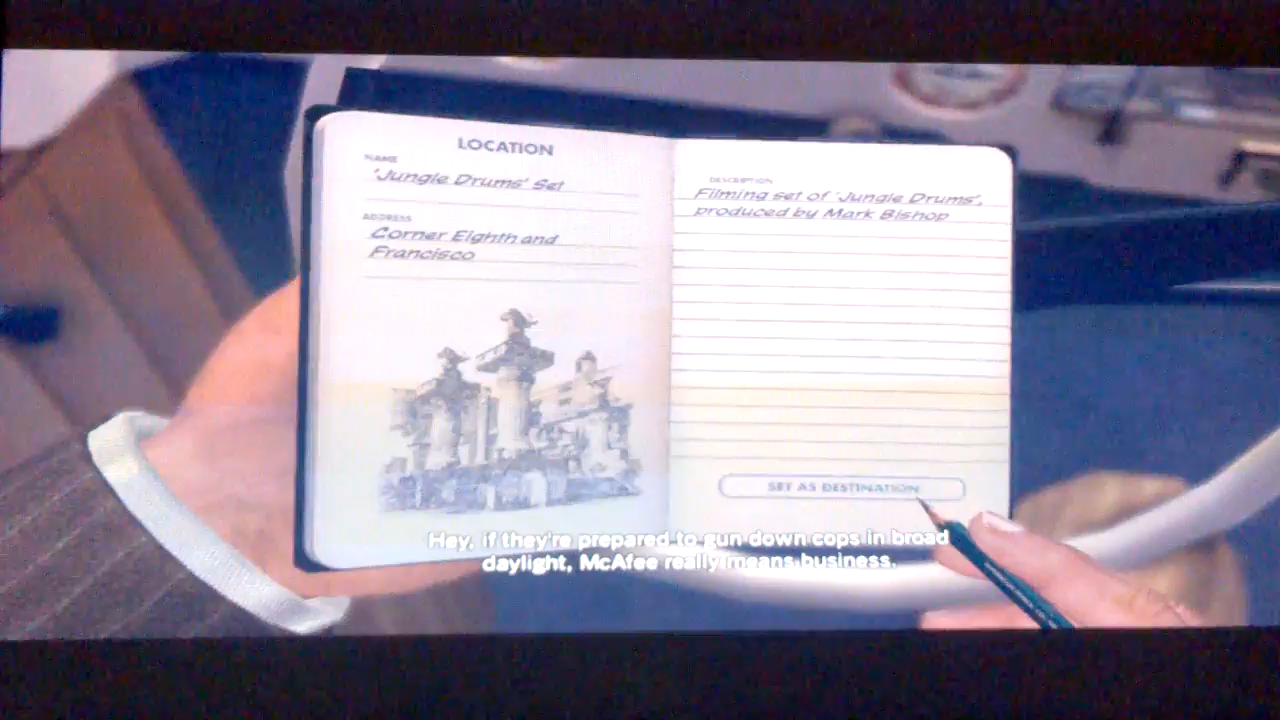 LOCATION
NAME
'Jungle Drums' Set
ADDRESS
Corner Eighth and
Francisco
DESCRIPTION
Filming set of 'Jungle Drums',
produced by Mark Bishop
SET AS DESTINATION
Hey, if they're prepared to gun down cops in broad
daylight, McAfee really means business.